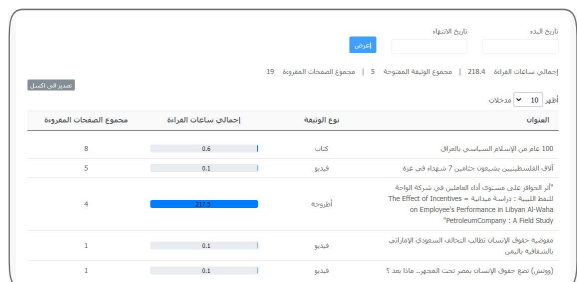 تاريخ البدء
تاريخ الانتهاء
إعرض
إجمالي ساعات القراءة 218.4 | مجموع الوثيقة المفتوحة 5 | مجموع الصفحات المقروءة 19
تصدير الى اكسل
أظهر 10 مدخلات
العنوان نوع الوثيقة إجمالي ساعات القراءة مجموع الصفحات المقروءة
100 عام من الإسلام السياسي بالعراق كتاب 0.6 8
آلاف الفلسطينيين يشيعون جثامين 7 شهداء في غزة فيديو 0.1 5
"أثر الحوافز على مستوى أداء العاملين في شركة الواحة
للنفط الليبية : دراسة ميدانية = The Effect of Incentives
on Employee's Performance in Libyan Al-Waha
PetroleumCompany : A Field Study" أطروحة 217.5 4
مفوضية حقوق الإنسان تطالب التحالف السعودي الإماراتي
بالشفافية باليمن فيديو 0.1 1
(ووتش) تضع حقوق الإنسان بمصر تحت المجهر.. ماذا بعد ؟ فيديو 0.1 1